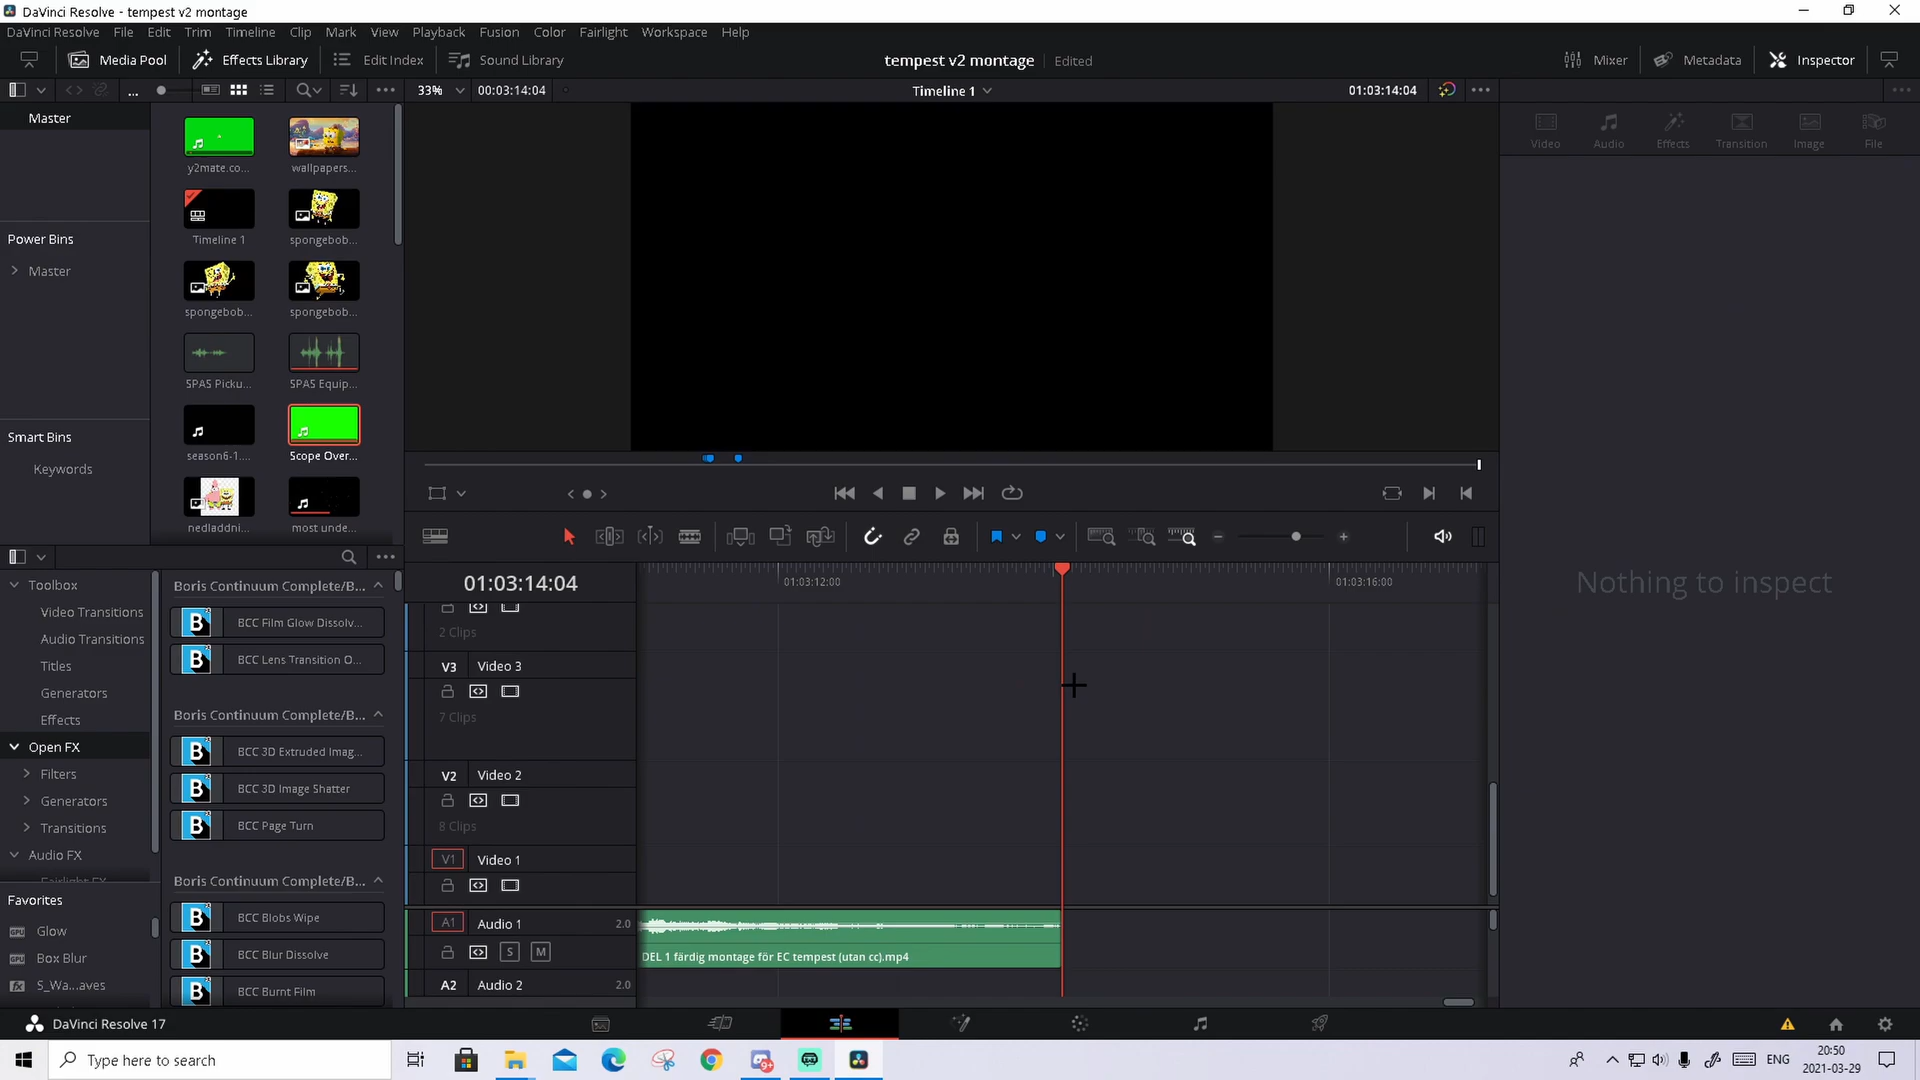 DaVinci Resolve - tempest v2 montage
DaVinci Resolve File Edit Trim Timeline Clip Mark View Playback Fusion Color Fairlight Workspace Help
Media Pool Effects Library Edit Index Sound Library tempest v2 montage Edited Mixer Metadata Inspector
... 33% 00:03:14:04 Timeline 1 01:03:14:04
Master
Video Audio Effects Transition Image File
y2mate.co... wallpapers...
Timeline 1 spongebob...
Power Bins
Master
spongebob... spongebob...
SPAS Picku... SPAS Equip...
Smart Bins
Keywords
season6-1.... Scope Over...
nedladdni... most unde...
01:03:14:04 01:03:12:00 01:03:16:00
Nothing to inspect
Toolbox
Video Transitions
Audio Transitions
Titles
Generators
Effects
Open FX
Filters
Generators
Transitions
Audio FX
Fairlight FX
Favorites
Glow
Box Blur
S_Wa...aves
Boris Continuum Complete/B...
BCC Film Glow Dissolv...
BCC Lens Transition O...
Boris Continuum Complete/B...
BCC 3D Extruded Imag...
BCC 3D Image Shatter
BCC Page Turn
Boris Continuum Complete/B...
BCC Blobs Wipe
BCC Blur Dissolve
BCC Burnt Film
2 Clips
V3 Video 3
7 Clips
V2 Video 2
8 Clips
V1 Video 1
A1 Audio 1 2.0
S M
DEL 1 färdig montage för EC tempest (utan cc).mp4
A2 Audio 2 2.0
DaVinci Resolve 17
Type here to search
9+
ENG
20:50
2021-03-29